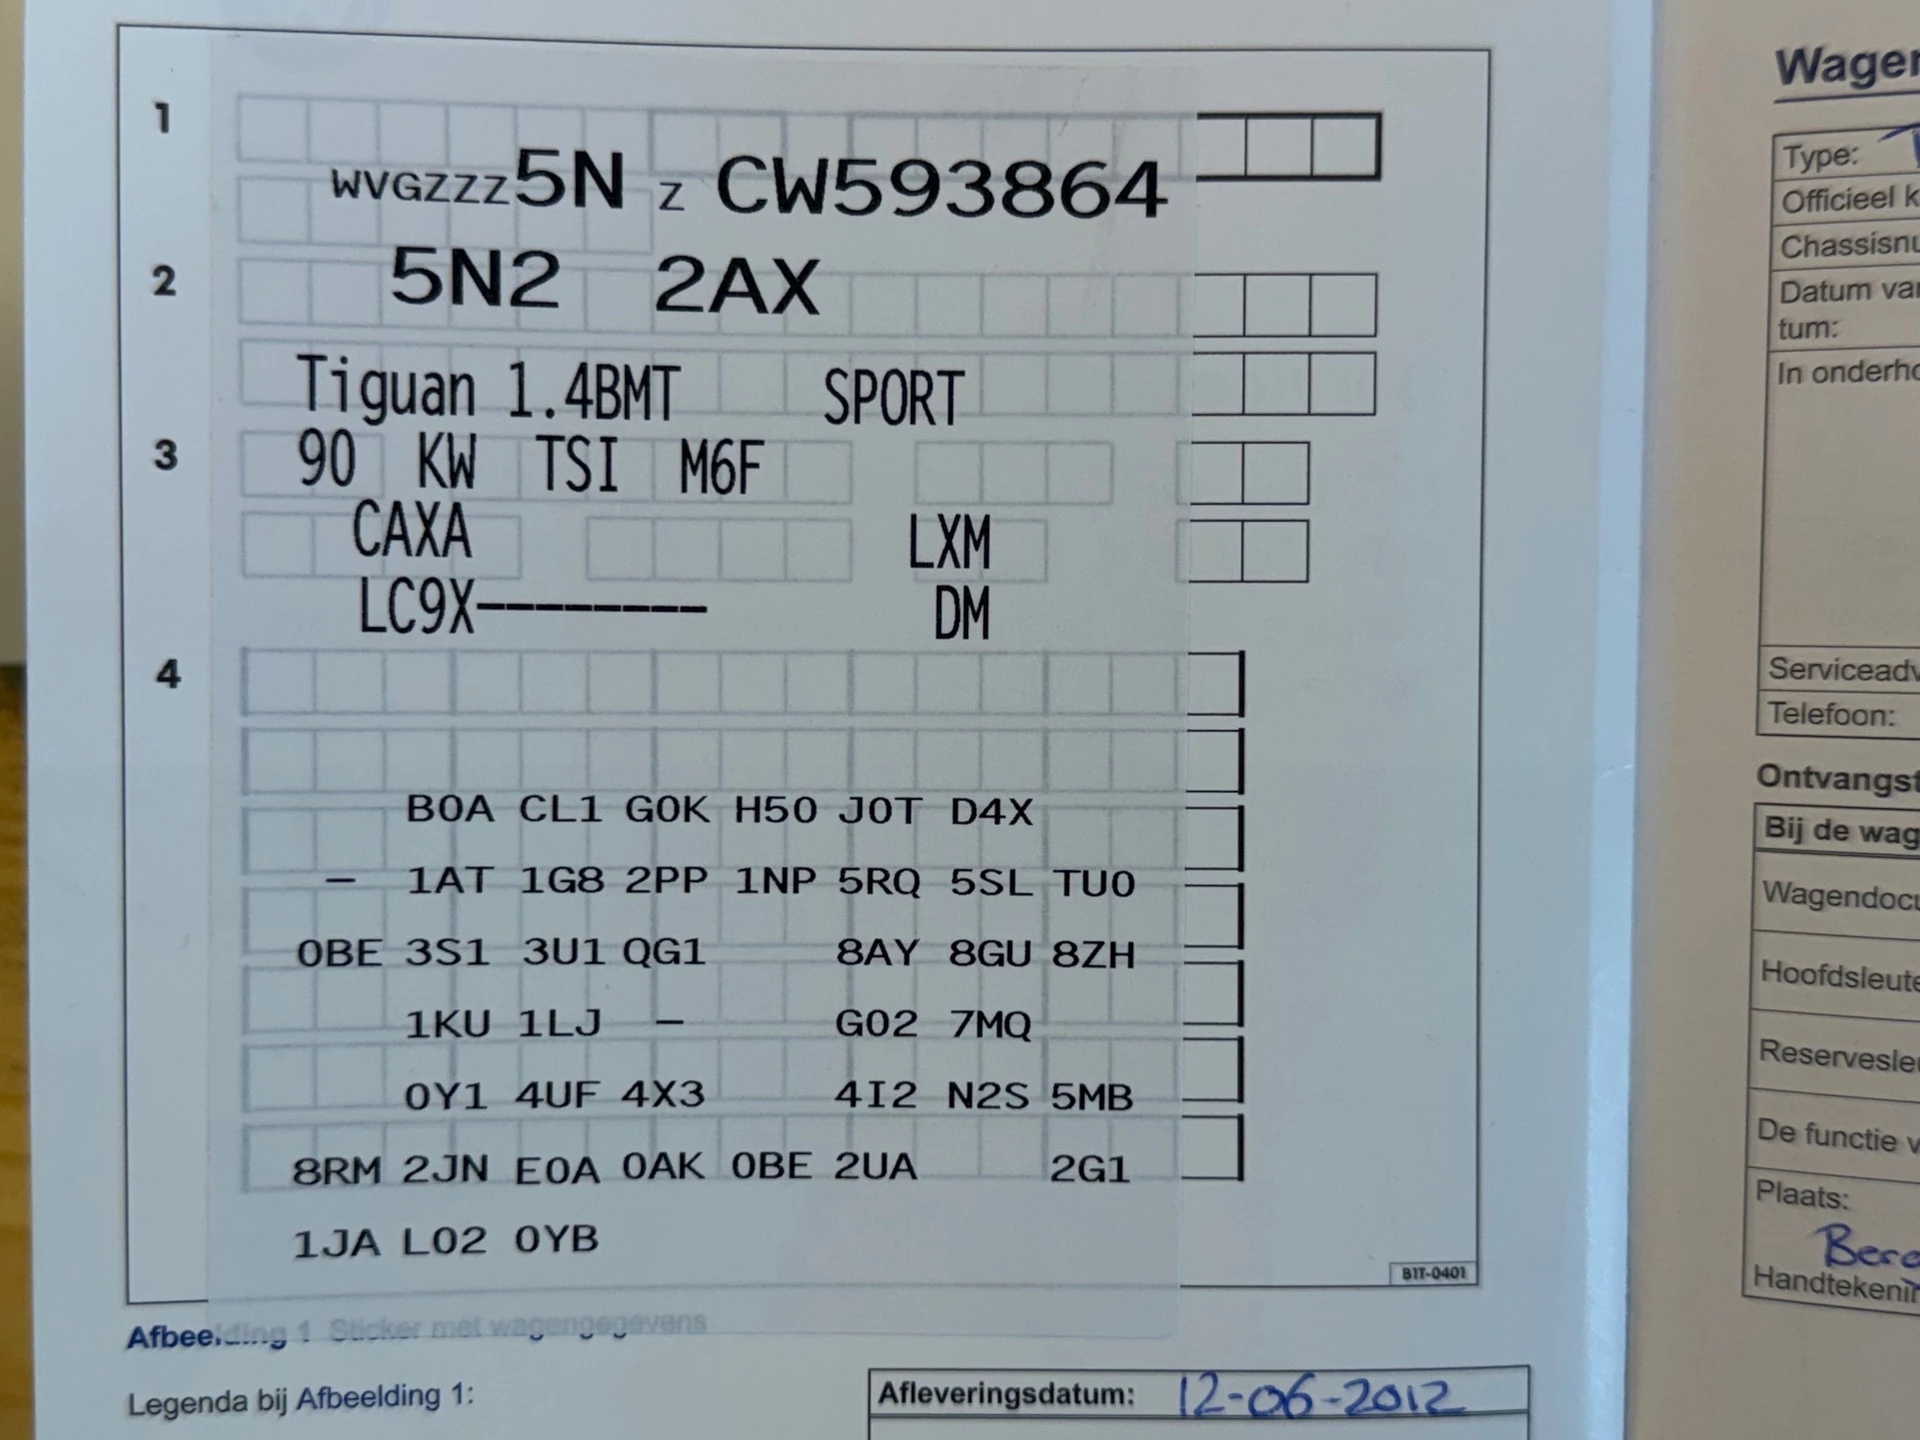 1
WVGZZZ5N Z CW593864
2
5N2 2AX
Tiguan 1.4BMT SPORT
3
90 KW TSI M6F
CAXA LXM
LC9X-------- DM
4
B0A CL1 G0K H50 J0T D4X
- 1AT 1G8 2PP 1NP 5RQ 5SL TU0
0BE 3S1 3U1 QG1 8AY 8GU 8ZH
1KU 1LJ - G02 7MQ
0Y1 4UF 4X3 4I2 N2S 5MB
8RM 2JN E0A 0AK 0BE 2UA 2G1
1JA L02 0YB
B1T-0401
Afbeelding 1 Sticker met wagengegevens
Legenda bij Afbeelding 1:
Afleveringsdatum: 12-06-2012
Wagen
Type:
Officieel k
Chassisnu
Datum van
tum:
In onderho
Serviceadv
Telefoon:
Ontvangst
Bij de wag
Wagendocu
Hoofdsleute
Reservesleu
De functie v
Plaats:
Berg
Handtekenin